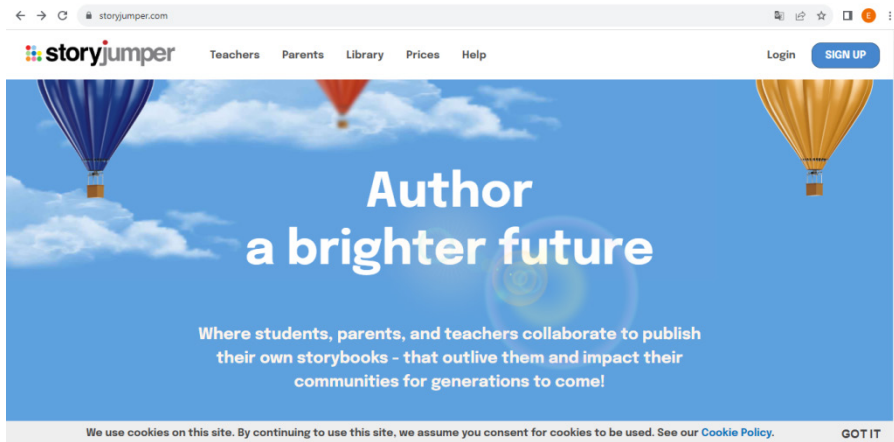 storyjumper.com
E
storyjumper
Teachers Parents Library Prices Help
Login SIGN UP
Author
a brighter future
Where students, parents, and teachers collaborate to publish
their own storybooks - that outlive them and impact their
communities for generations to come!
We use cookies on this site. By continuing to use this site, we assume you consent for cookies to be used. See our Cookie Policy. GOT IT